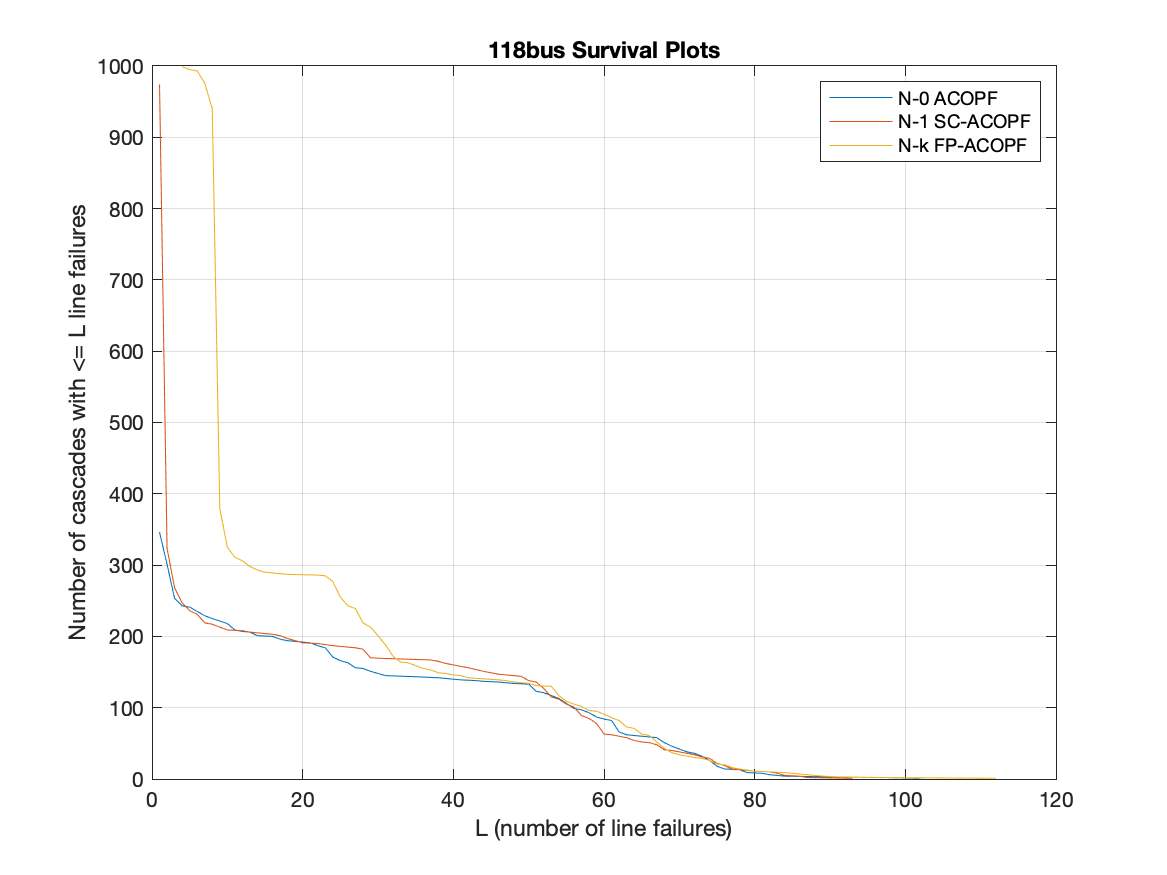 118bus Survival Plots
N-0 ACOPF
N-1 SC-ACOPF
N-k FP-ACOPF
Number of cascades with <= L line failures
1000
900
800
700
600
500
400
300
200
100
0
0 20 40 60 80 100 120
L (number of line failures)